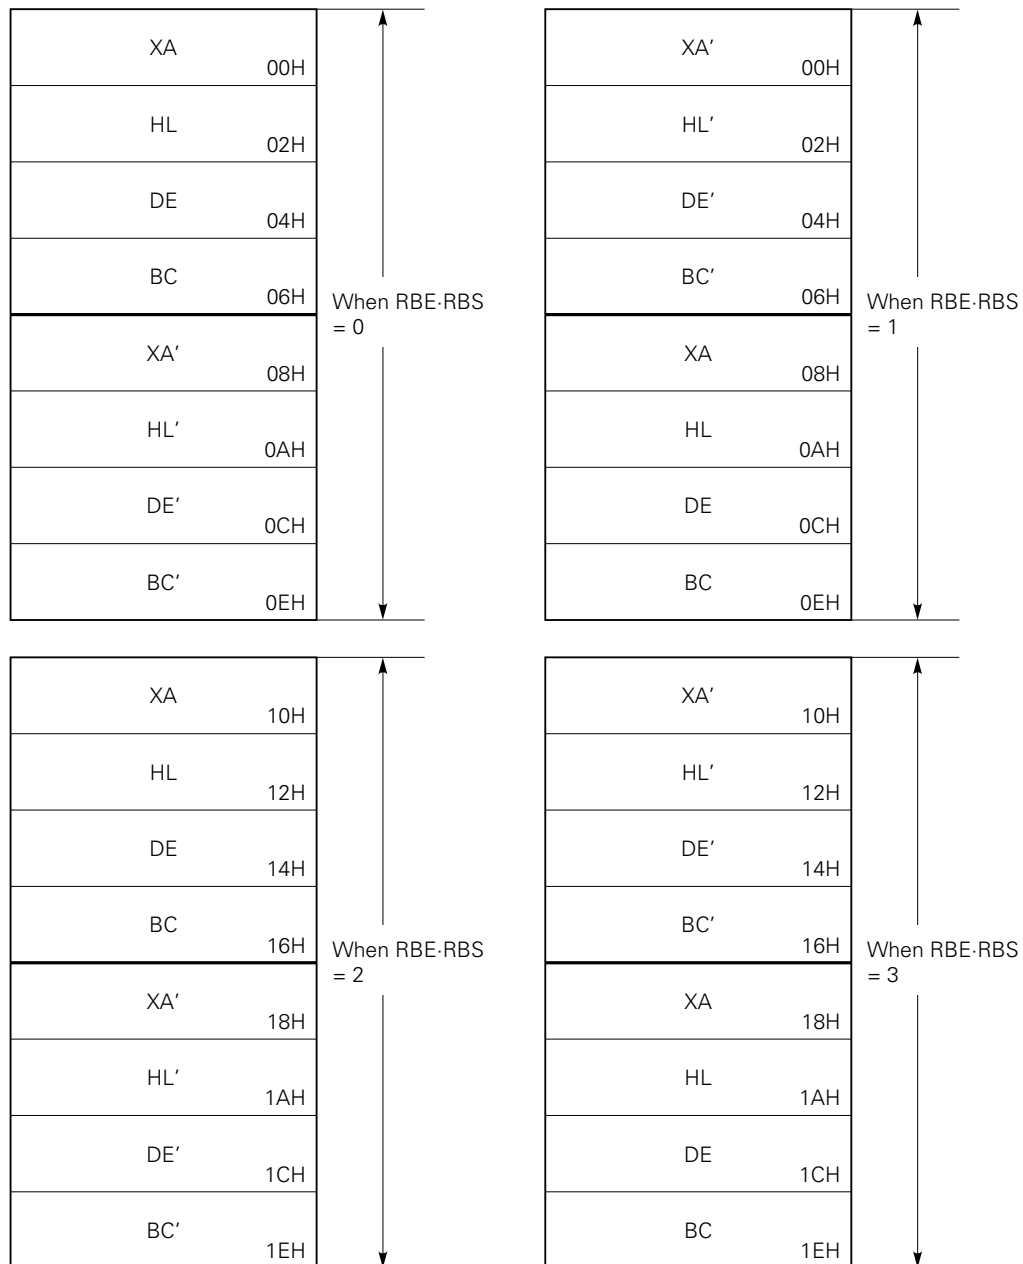 XA
00H
HL
02H
DE
04H
BC
06H
XA′
08H
HL′
0AH
DE′
0CH
BC′
0EH
When RBE·RBS
= 0
XA′
00H
HL′
02H
DE′
04H
BC′
06H
XA
08H
HL
0AH
DE
0CH
BC
0EH
When RBE·RBS
= 1
XA
10H
HL
12H
DE
14H
BC
16H
XA′
18H
HL′
1AH
DE′
1CH
BC′
1EH
When RBE·RBS
= 2
XA′
10H
HL′
12H
DE′
14H
BC′
16H
XA
18H
HL
1AH
DE
1CH
BC
1EH
When RBE·RBS
= 3